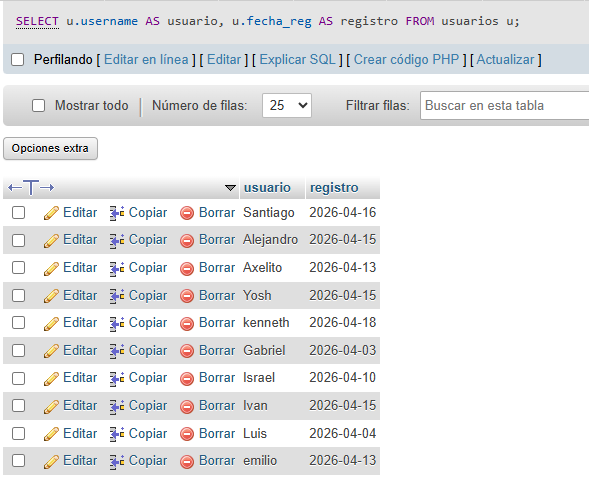 SELECT u.username AS usuario, u.fecha_reg AS registro FROM usuarios u;
Perfilando [ Editar en línea ] [ Editar ] [ Explicar SQL ] [ Crear código PHP ] [ Actualizar ]
Mostrar todo | Número de filas: 25 Filtrar filas: Buscar en esta tabla
Opciones extra
←T→ usuario registro
Editar Copiar Borrar Santiago 2026-04-16
Editar Copiar Borrar Alejandro 2026-04-15
Editar Copiar Borrar Axelito 2026-04-13
Editar Copiar Borrar Yosh 2026-04-15
Editar Copiar Borrar kenneth 2026-04-18
Editar Copiar Borrar Gabriel 2026-04-03
Editar Copiar Borrar Israel 2026-04-10
Editar Copiar Borrar Ivan 2026-04-15
Editar Copiar Borrar Luis 2026-04-04
Editar Copiar Borrar emilio 2026-04-13